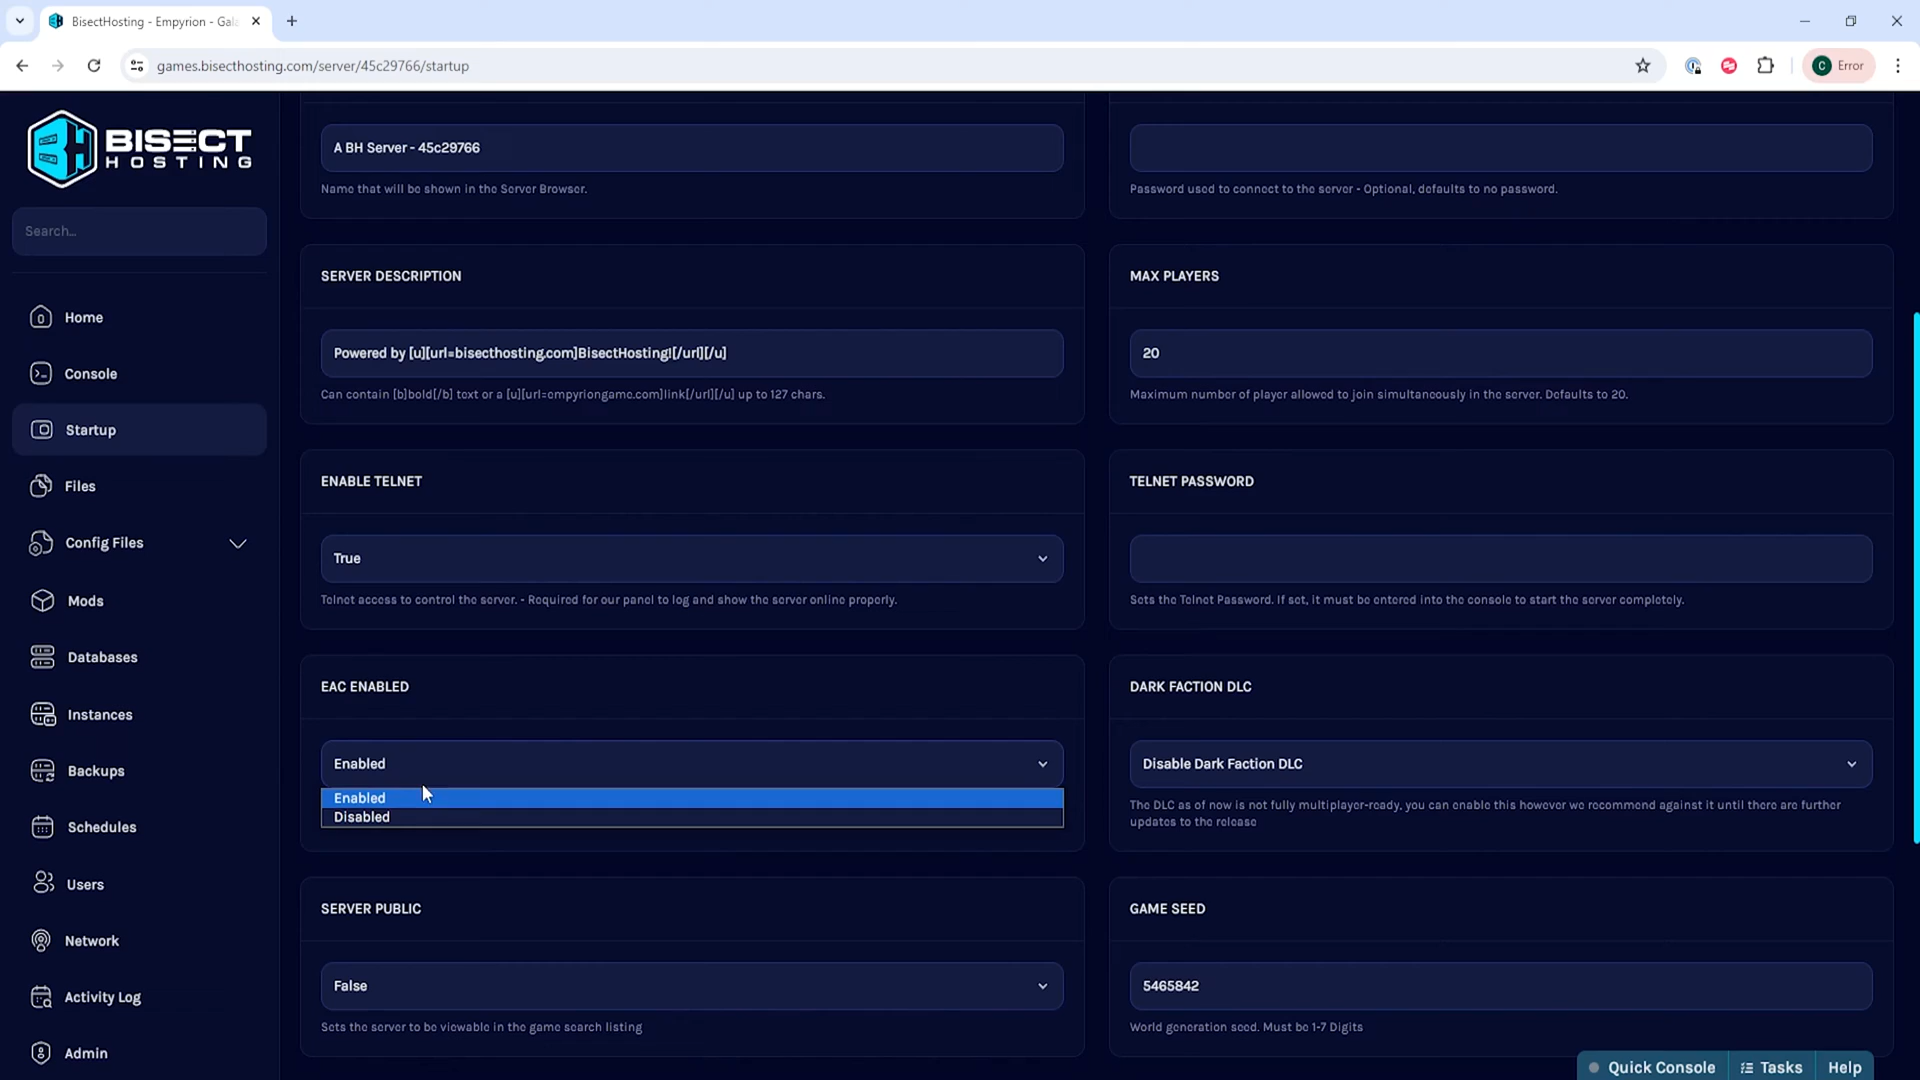 BisectHosting - Empyrion - Gal
games.bisecthosting.com/server/45c29766/startup
C Error
BISECT
HOSTING
Search...
Home
Console
Startup
Files
Config Files
Mods
Databases
Instances
Backups
Schedules
Users
Network
Activity Log
Admin
A BH Server - 45c29766
Name that will be shown in the Server Browser.
Password used to connect to the server - Optional, defaults to no password.
SERVER DESCRIPTION
Powered by [u][url=bisecthosting.com]BisectHosting![/url][/u]
Can contain [b]bold[/b] text or a [u][url=empyriongame.com]link[/url][/u] up to 127 chars.
MAX PLAYERS
20
Maximum number of player allowed to join simultaneously in the server. Defaults to 20.
ENABLE TELNET
True
Telnet access to control the server. - Required for our panel to log and show the server online properly.
TELNET PASSWORD
Sets the Telnet Password. If set, it must be entered into the console to start the server completely.
EAC ENABLED
Enabled
Enabled
Disabled
DARK FACTION DLC
Disable Dark Faction DLC
The DLC as of now is not fully multiplayer-ready, you can enable this however we recommend against it until there are further
updates to the release
SERVER PUBLIC
False
Sets the server to be viewable in the game search listing
GAME SEED
5465842
World generation seed. Must be 1-7 Digits
Quick Console
Tasks
Help